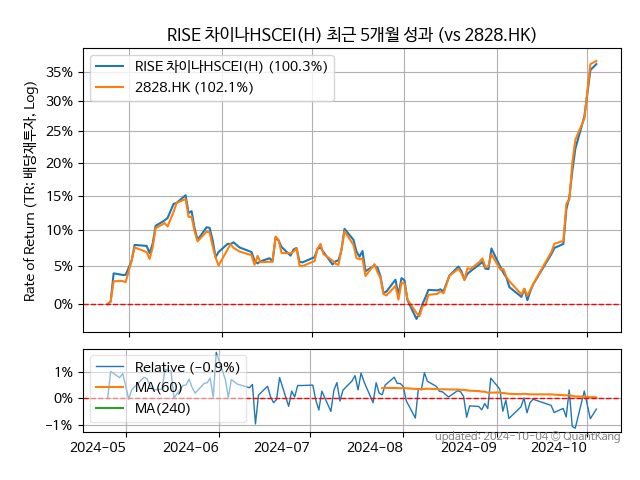 RISE 차이나HSCEI(H) 최근 5개월 성과 (vs 2828.HK)
Rate of Return (TR: 배당재투자, Log)
35%
30%
25%
20%
15%
10%
5%
0%
RISE 차이나HSCEI(H) (100.3%)
2828.HK (102.1%)
1%
0%
−1%
Relative (−0.9%)
MA(60)
MA(240)
2024−05
2024−06
2024−07
2024−08
2024−09
2024−10
updated: 2024-10-04 © QuantKang